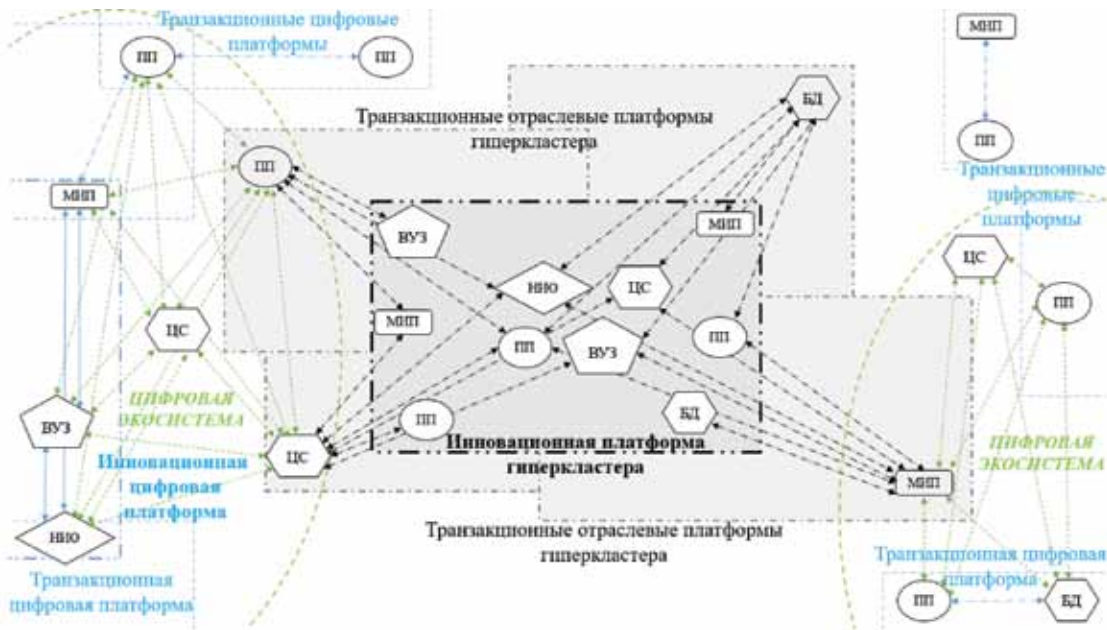 Транзакционные цифровые
платформы
ПП
ПП
МИП
БД
Транзакционные отраслевые платформы
гиперкластера
ПП
ПП
Транзакционные
цифровые
платформы
МИП
ВУЗ
МИП
ЦС
НИО
ЦС
ПП
ЦС
МИП
ПП
ВУЗ
ПП
ЦИФРОВАЯ
ЭКОСИСТЕМА
ВУЗ
ПП
БД
Инновационная платформа
гиперкластера
ЦИФРОВАЯ
ЭКОСИСТЕМА
Инновационная
цифровая
платформа
ЦС
МИП
НИО
Транзакционные отраслевые платформы
гиперкластера
Транзакционная цифровая
платформа
Транзакционная
цифровая платформа
ПП
БД